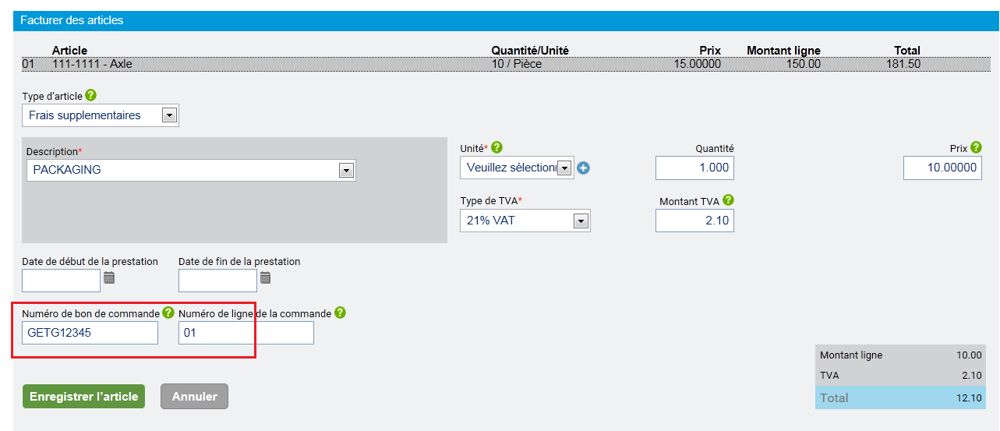 Facturer des articles
Article Quantité/Unité Prix Montant ligne Total
01 111-1111 - Axle 10 / Pièce 15.00000 150.00 181.50
Type d'article ?
Frais supplementaires
Description* Unité* ? Quantité Prix ?
PACKAGING Veuillez sélectionn 1.000 10.00000
Type de TVA* Montant TVA ?
21% VAT 2.10
Date de début de la prestation Date de fin de la prestation
Numéro de bon de commande ? Numéro de ligne de la commande ?
GETG12345 01
Montant ligne 10.00
TVA 2.10
Enregistrer l'article Annuler Total 12.10